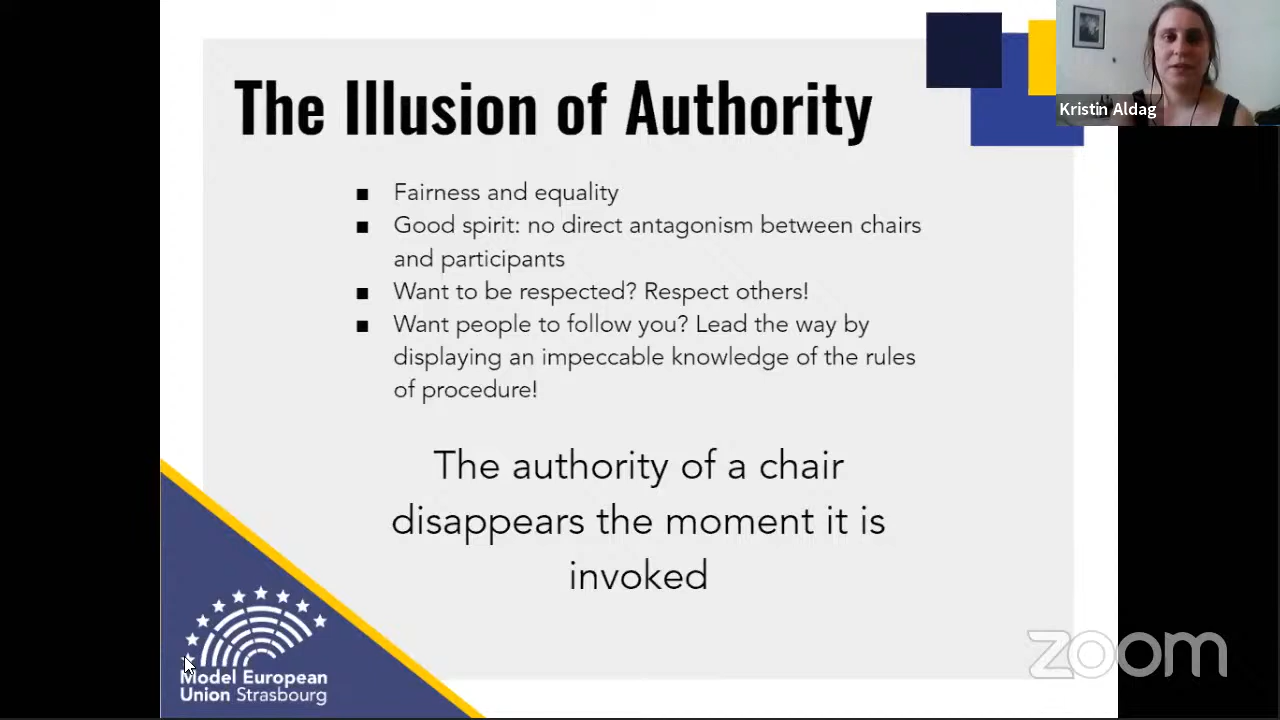 The Illusion of Authority
Kristin Aldag
■ Fairness and equality
■ Good spirit: no direct antagonism between chairs
and participants
■ Want to be respected? Respect others!
■ Want people to follow you? Lead the way by
displaying an impeccable knowledge of the rules
of procedure!
The authority of a chair
disappears the moment it is
invoked
Model European
Union Strasbourg
zoom